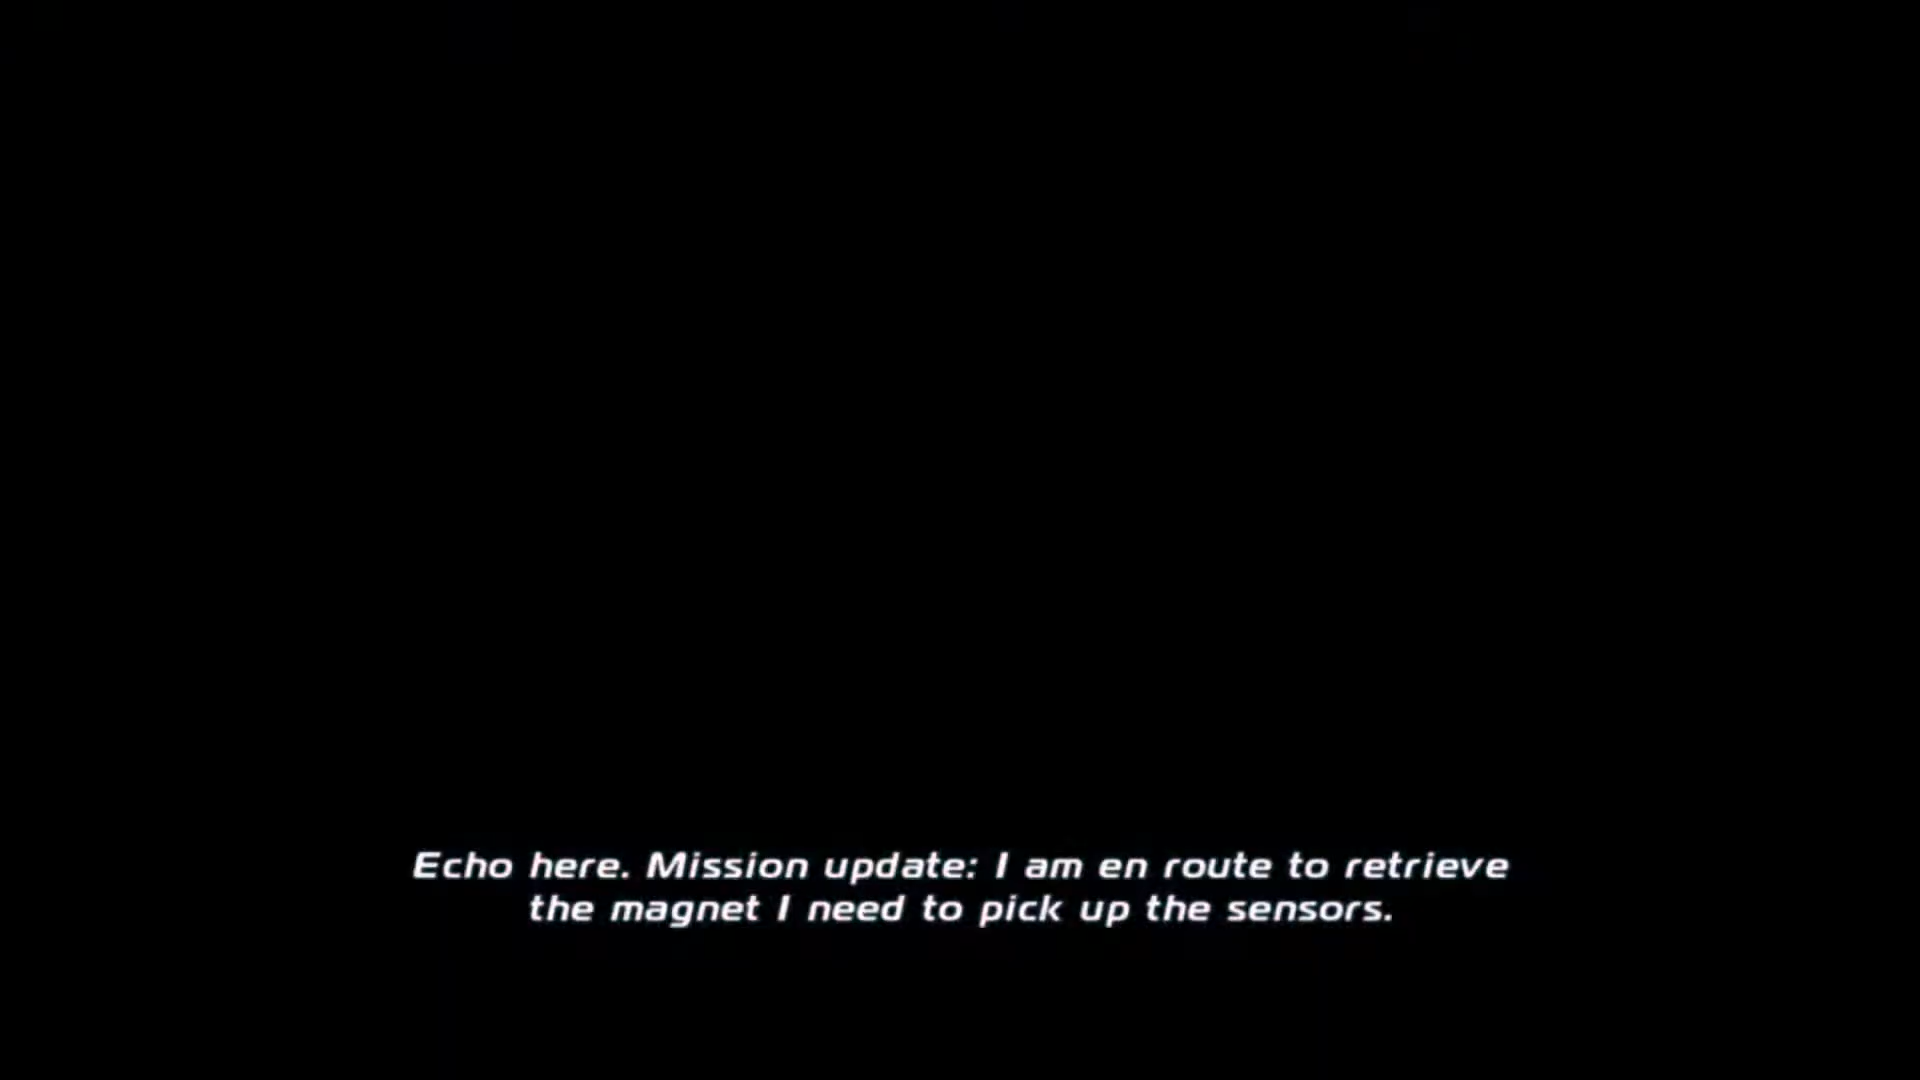 Echo here. Mission update: I am en route to retrieve
the magnet I need to pick up the sensors.